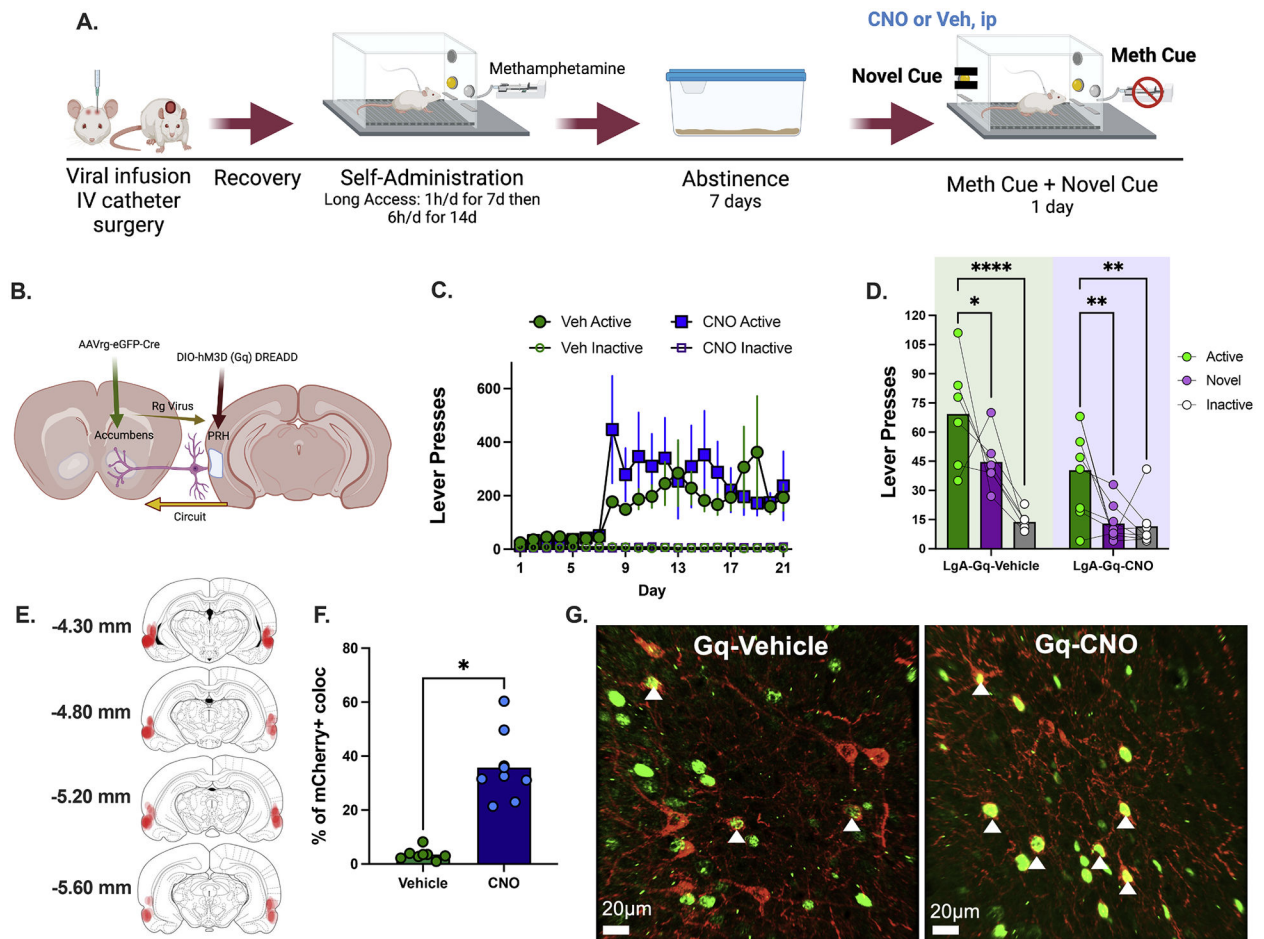 A.
CNO or Veh, ip
Methamphetamine
Novel Cue
Meth Cue
Viral infusion
IV catheter
surgery
Recovery
Self-Administration
Long Access: 1h/d for 7d then
6h/d for 14d
Abstinence
7 days
Meth Cue + Novel Cue
1 day
B.
AAVrg-eGFP-Cre
DIO-hM3D (Gq) DREADD
Rg Virus
Accumbens
PRH
Circuit
C.
Veh Active
CNO Active
Veh Inactive
CNO Inactive
Lever Presses
600
400
200
0
1 5 9 13 17 21
Day
D.
**** **
* **
Lever Presses
120
105
90
75
60
45
30
15
0
LgA-Gq-Vehicle LgA-Gq-CNO
Active
Novel
Inactive
E.
-4.30 mm
-4.80 mm
-5.20 mm
-5.60 mm
F.
*
% of mCherry+ coloc
80
60
40
20
0
Vehicle CNO
G.
Gq-Vehicle
Gq-CNO
20µm
20µm